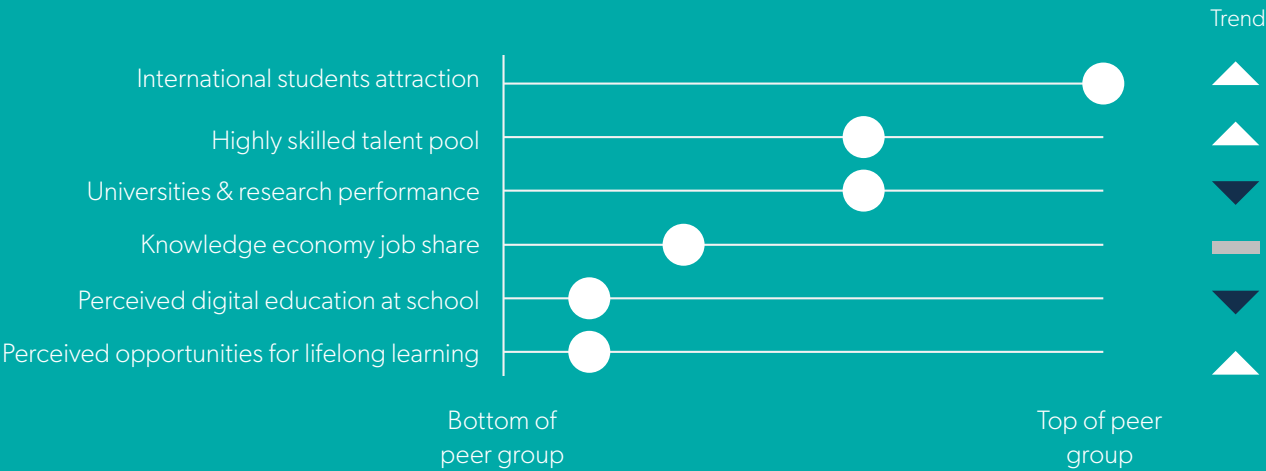 Trend
International students attraction
Highly skilled talent pool
Universities & research performance
Knowledge economy job share
Perceived digital education at school
Perceived opportunities for lifelong learning
Bottom of
peer group
Top of peer
group